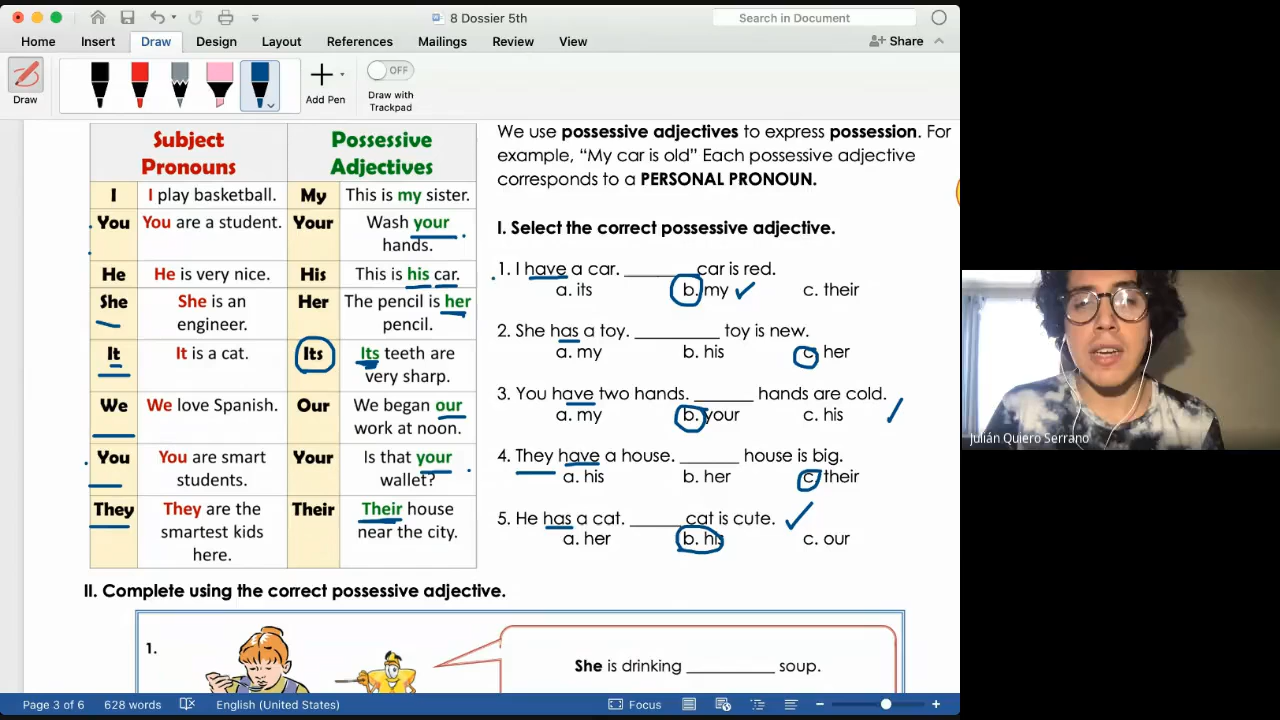 8 Dossier 5th
Search in Document
Home Insert Draw Design Layout References Mailings Review View Share
Draw
Add Pen
OFF
Draw with
Trackpad
Subject
Pronouns
Possessive
Adjectives
I
I play basketball.
My
This is my sister.
You
You are a student.
Your
Wash your
hands.
He
He is very nice.
His
This is his car.
She
She is an
engineer.
Her
The pencil is her
pencil.
It
It is a cat.
Its
Its teeth are
very sharp.
We
We love Spanish.
Our
We began our
work at noon.
You
You are smart
students.
Your
Is that your
wallet?
They
They are the
smartest kids
here.
Their
Their house
near the city.
We use possessive adjectives to express possession. For
example, “My car is old” Each possessive adjective
corresponds to a PERSONAL PRONOUN.
I. Select the correct possessive adjective.
1. I have a car. ________ car is red.
a. its b. my c. their
2. She has a toy. _________ toy is new.
a. my b. his c. her
3. You have two hands. ______ hands are cold.
a. my b. your c. his
4. They have a house. ______ house is big.
a. his b. her c. their
5. He has a cat. ______ cat is cute.
a. her b. his c. our
II. Complete using the correct possessive adjective.
1.
She is drinking _________ soup.
Julián Quiero Serrano
Page 3 of 6 628 words English (United States) Focus